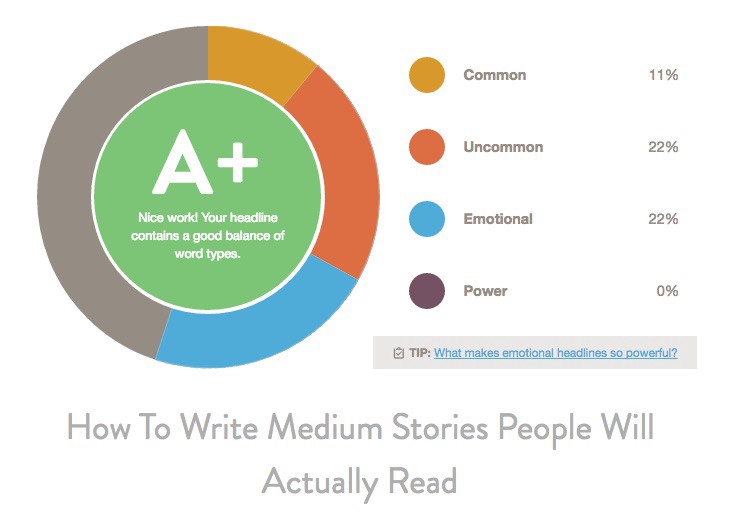 A+
Nice work! Your headline
contains a good balance of
word types.
Common 11%
Uncommon 22%
Emotional 22%
Power 0%
TIP: What makes emotional headlines so powerful?
How To Write Medium Stories People Will
Actually Read